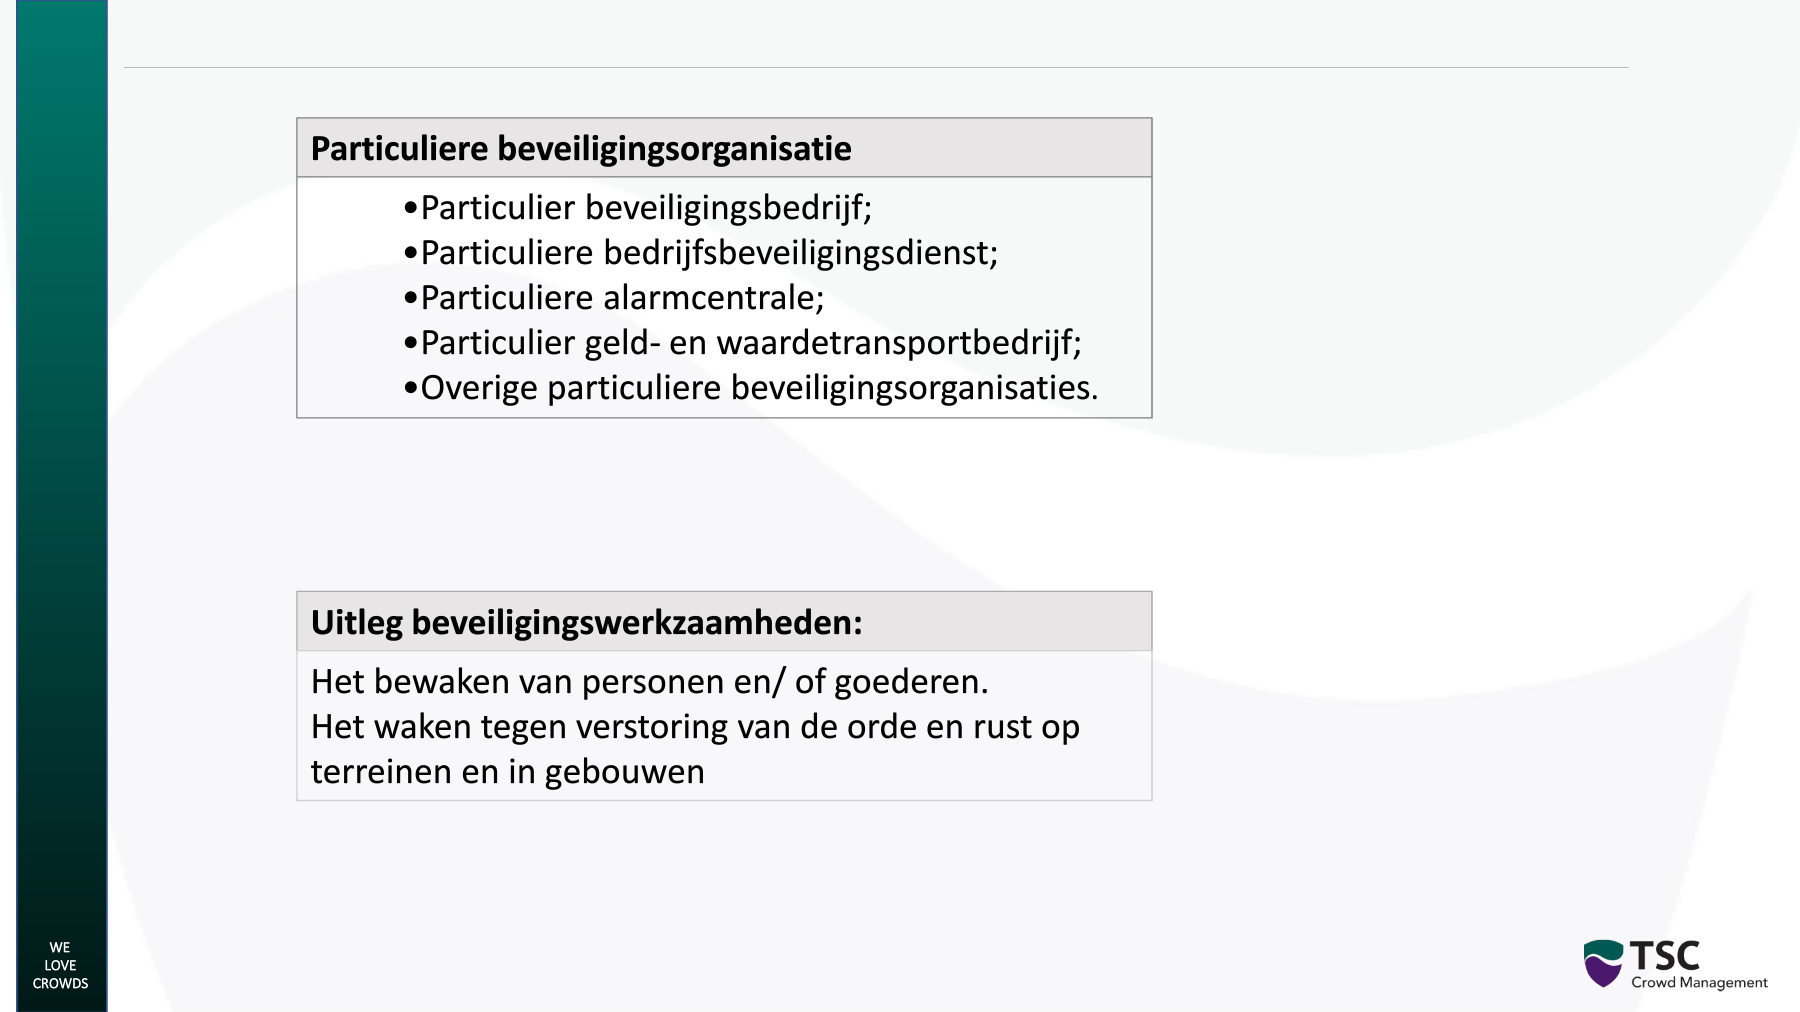 Particuliere beveiligingsorganisatie
•Particulier beveiligingsbedrijf;
•Particuliere bedrijfsbeveiligingsdienst;
•Particuliere alarmcentrale;
•Particulier geld- en waardetransportbedrijf;
•Overige particuliere beveiligingsorganisaties.
Uitleg beveiligingswerkzaamheden:
Het bewaken van personen en/ of goederen.
Het waken tegen verstoring van de orde en rust op
terreinen en in gebouwen
WE
LOVE
CROWDS
TSC
Crowd Management